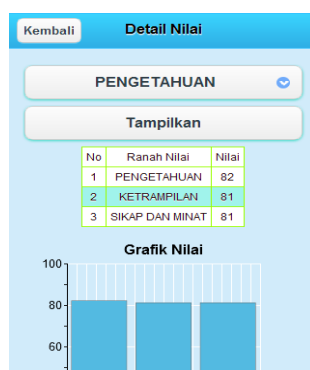 Kembali Detail Nilai
PENGETAHUAN
Tampilkan
No Ranah Nilai Nilai
1 PENGETAHUAN 82
2 KETRAMPILAN 81
3 SIKAP DAN MINAT 81
Grafik Nilai
100
80
60